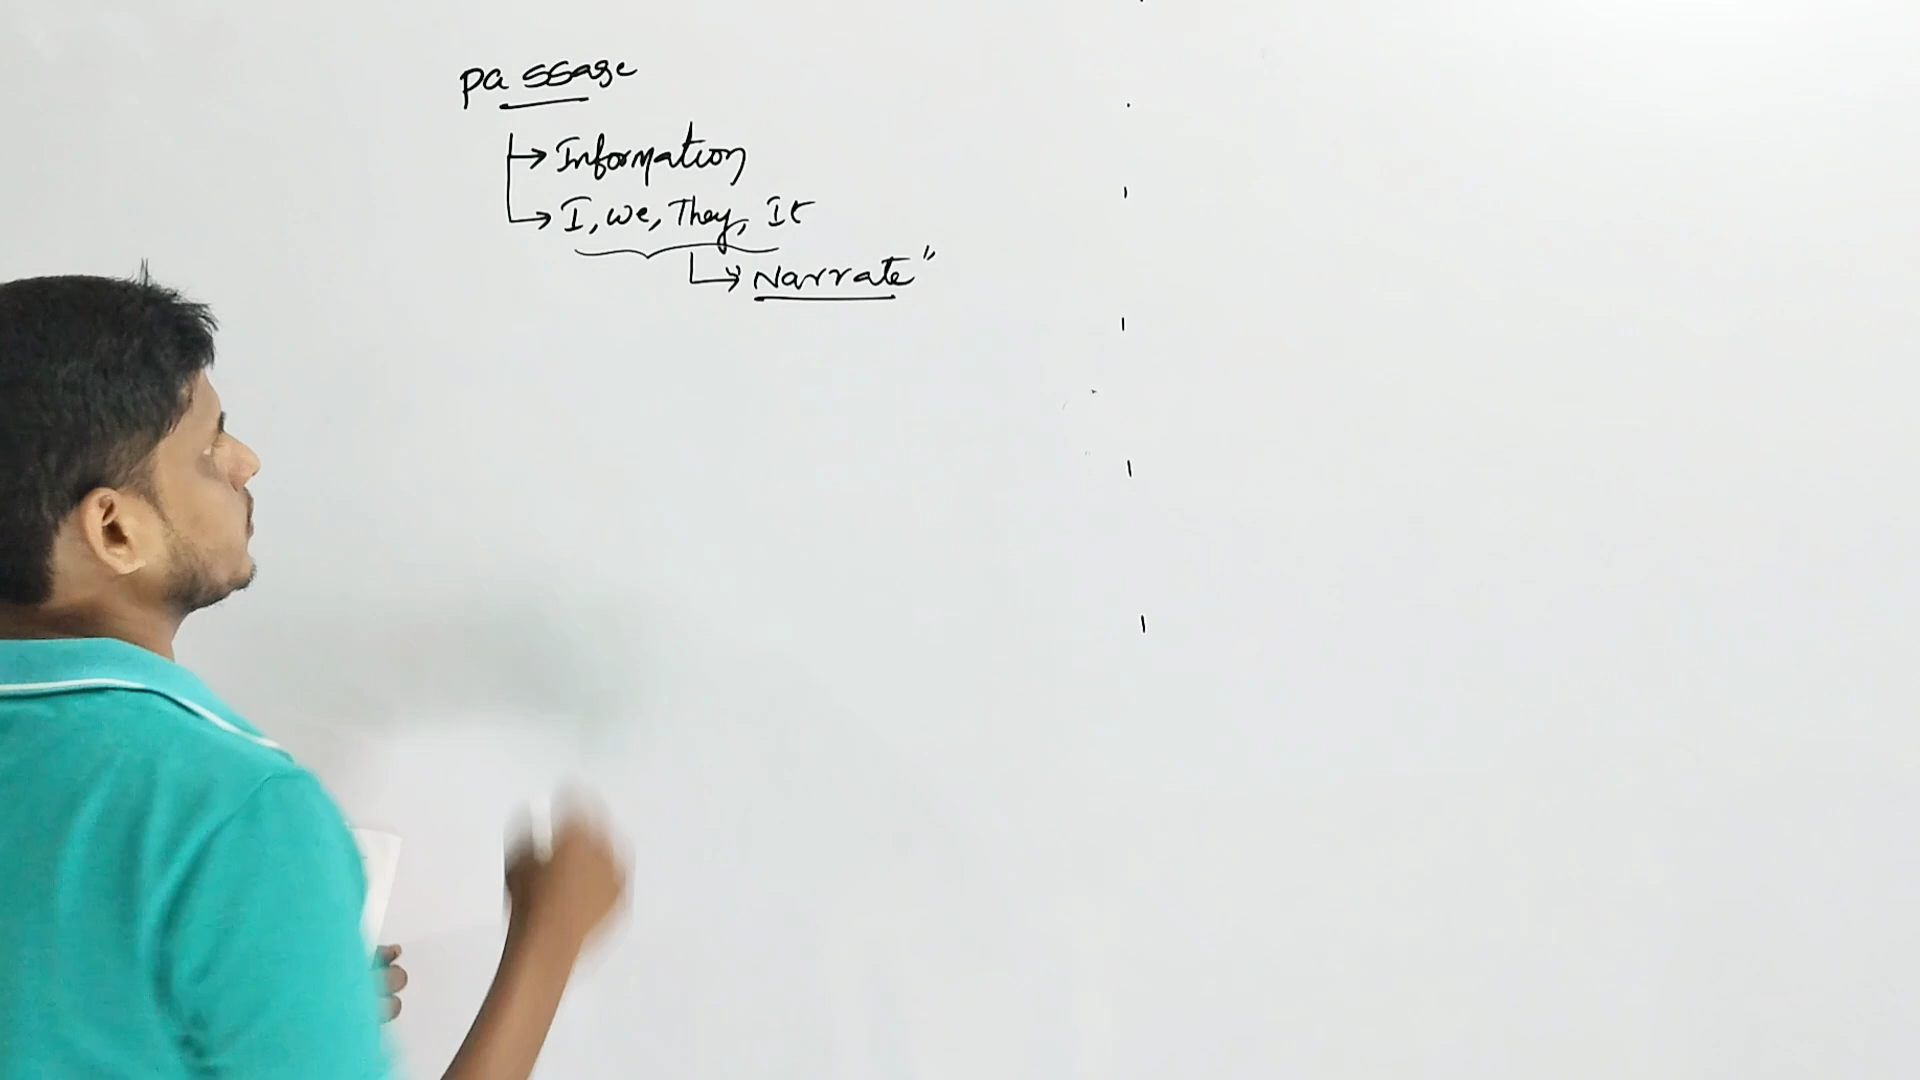 passage
→ Information
→ I, we, They, It
→ Narrate"